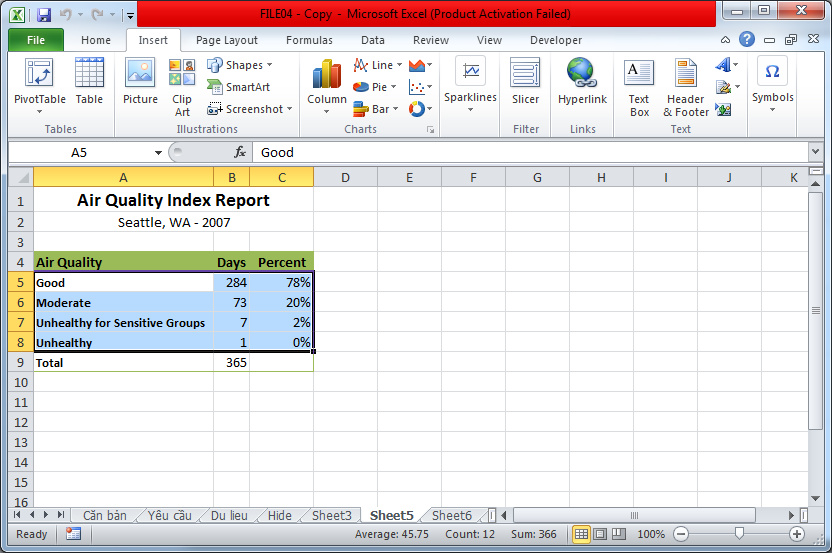 FILE04 - Copy - Microsoft Excel (Product Activation Failed)
File Home Insert Page Layout Formulas Data Review View Developer
PivotTable Table Picture Clip Art Shapes SmartArt Screenshot Column Line Pie Bar Sparklines Slicer Hyperlink Text Box Header & Footer Symbols
Tables Illustrations Charts Filter Links Text
A5 fx Good
A B C D E F G H I J K
1 Air Quality Index Report
2 Seattle, WA - 2007
3
4 Air Quality Days Percent
5 Good 284 78%
6 Moderate 73 20%
7 Unhealthy for Sensitive Groups 7 2%
8 Unhealthy 1 0%
9 Total 365
10
11
12
13
14
15
16
Căn bản Yêu cầu Du lieu Hide Sheet3 Sheet5 Sheet6
Ready Average: 45.75 Count: 12 Sum: 366 100%